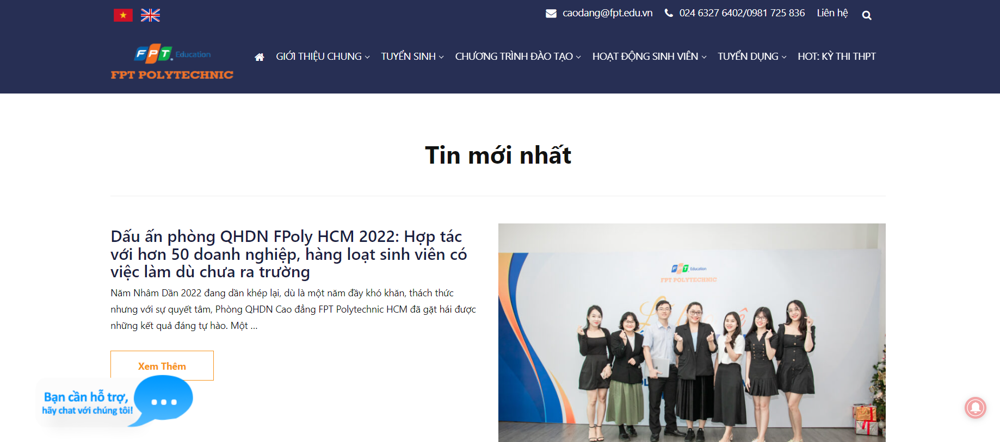 caodang@fpt.edu.vn 024 6327 6402/0981 725 836 Liên hệ
FPT Education
FPT POLYTECHNIC
GIỚI THIỆU CHUNG TUYỂN SINH CHƯƠNG TRÌNH ĐÀO TẠO HOẠT ĐỘNG SINH VIÊN TUYỂN DỤNG HOT: KỲ THI THPT
Tin mới nhất
Dấu ấn phòng QHDN FPoly HCM 2022: Hợp tác
với hơn 50 doanh nghiệp, hàng loạt sinh viên có
việc làm dù chưa ra trường
Năm Nhâm Dần 2022 đang dần khép lại, dù là một năm đầy khó khăn, thách thức
nhưng với sự quyết tâm, Phòng QHDN Cao đẳng FPT Polytechnic HCM đã gặt hái được
những kết quả đáng tự hào. Một ...
Xem Thêm
Bạn cần hỗ trợ,
hãy chat với chúng tôi!
FPT Education
FPT POLYTECHNIC